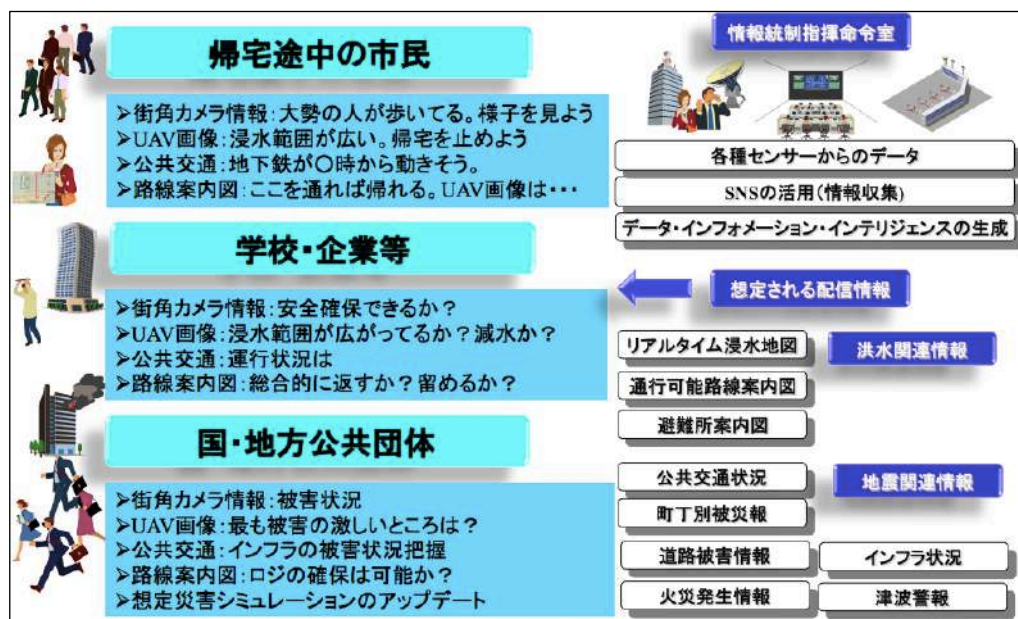 帰宅途中の市民
➢街角カメラ情報:大勢の人が歩いてる。様子を見よう
➢UAV画像:浸水範囲が広い。帰宅を止めよう
➢公共交通:地下鉄が〇時から動きそう。
➢路線案内図:ここを通れば帰れる。UAV画像は・・・
学校・企業等
➢街角カメラ情報:安全確保できるか？
➢UAV画像:浸水範囲が広がってるか？減水か？
➢公共交通:運行状況は
➢路線案内図:総合的に返すか？留めるか？
国・地方公共団体
➢街角カメラ情報:被害状況
➢UAV画像:最も被害の激しいところは？
➢公共交通:インフラの被害状況把握
➢路線案内図:ロジの確保は可能か？
➢想定災害シミュレーションのアップデート
情報統制指揮命令室
各種センサーからのデータ
SNSの活用(情報収集)
データ・インフォメーション・インテリジェンスの生成
想定される配信情報
リアルタイム浸水地図
洪水関連情報
通行可能路線案内図
避難所案内図
公共交通状況
地震関連情報
町丁別被災報
道路被害情報
インフラ状況
火災発生情報
津波警報